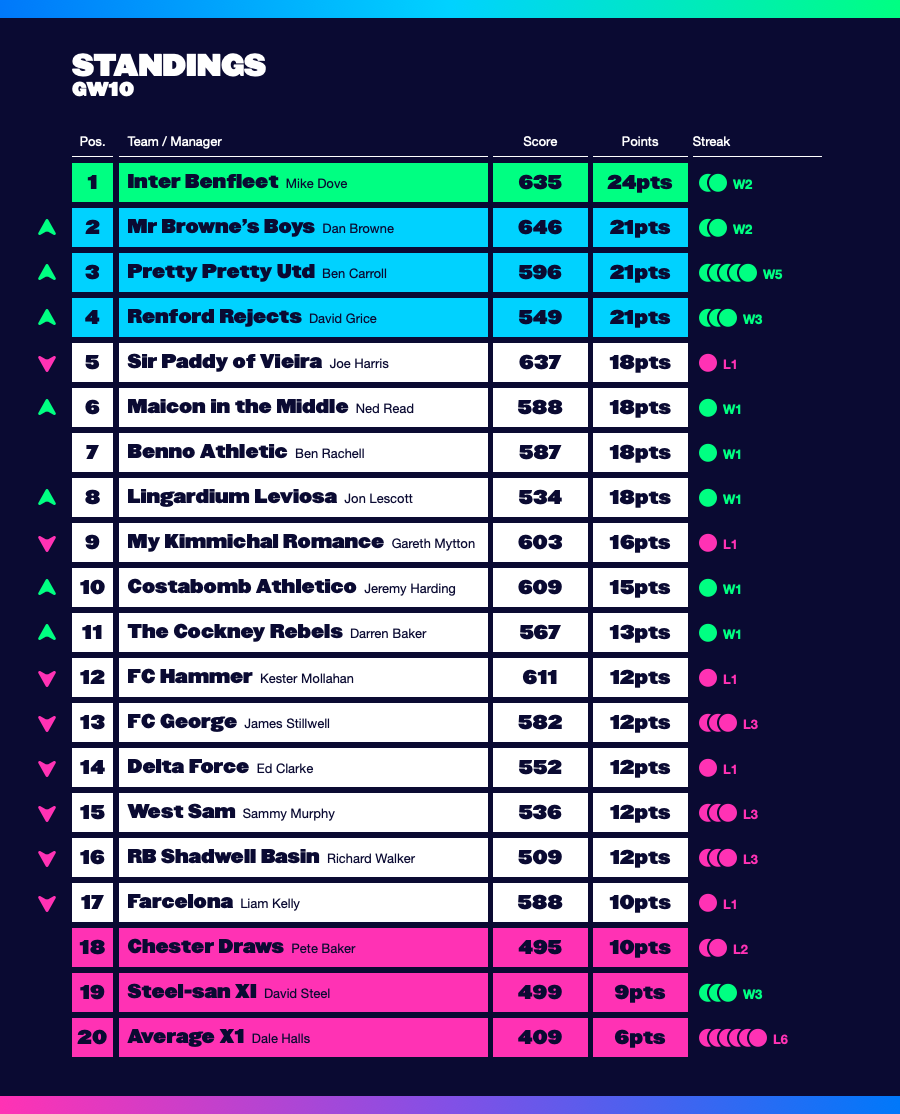 STANDINGS
GW10
Pos. Team / Manager Score Points Streak
1 Inter Benfleet Mike Dove 635 24pts W2
2 Mr Browne’s Boys Dan Browne 646 21pts W2
3 Pretty Pretty Utd Ben Carroll 596 21pts W5
4 Renford Rejects David Grice 549 21pts W3
5 Sir Paddy of Vieira Joe Harris 637 18pts L1
6 Maicon in the Middle Ned Read 588 18pts W1
7 Benno Athletic Ben Rachell 587 18pts W1
8 Lingardium Leviosa Jon Lescott 534 18pts W1
9 My Kimmichal Romance Gareth Mytton 603 16pts L1
10 Costabomb Athletico Jeremy Harding 609 15pts W1
11 The Cockney Rebels Darren Baker 567 13pts W1
12 FC Hammer Kester Mollahan 611 12pts L1
13 FC George James Stillwell 582 12pts L3
14 Delta Force Ed Clarke 552 12pts L1
15 West Sam Sammy Murphy 536 12pts L3
16 RB Shadwell Basin Richard Walker 509 12pts L3
17 Farcelona Liam Kelly 588 10pts L1
18 Chester Draws Pete Baker 495 10pts L2
19 Steel-san XI David Steel 499 9pts W3
20 Average X1 Dale Halls 409 6pts L6